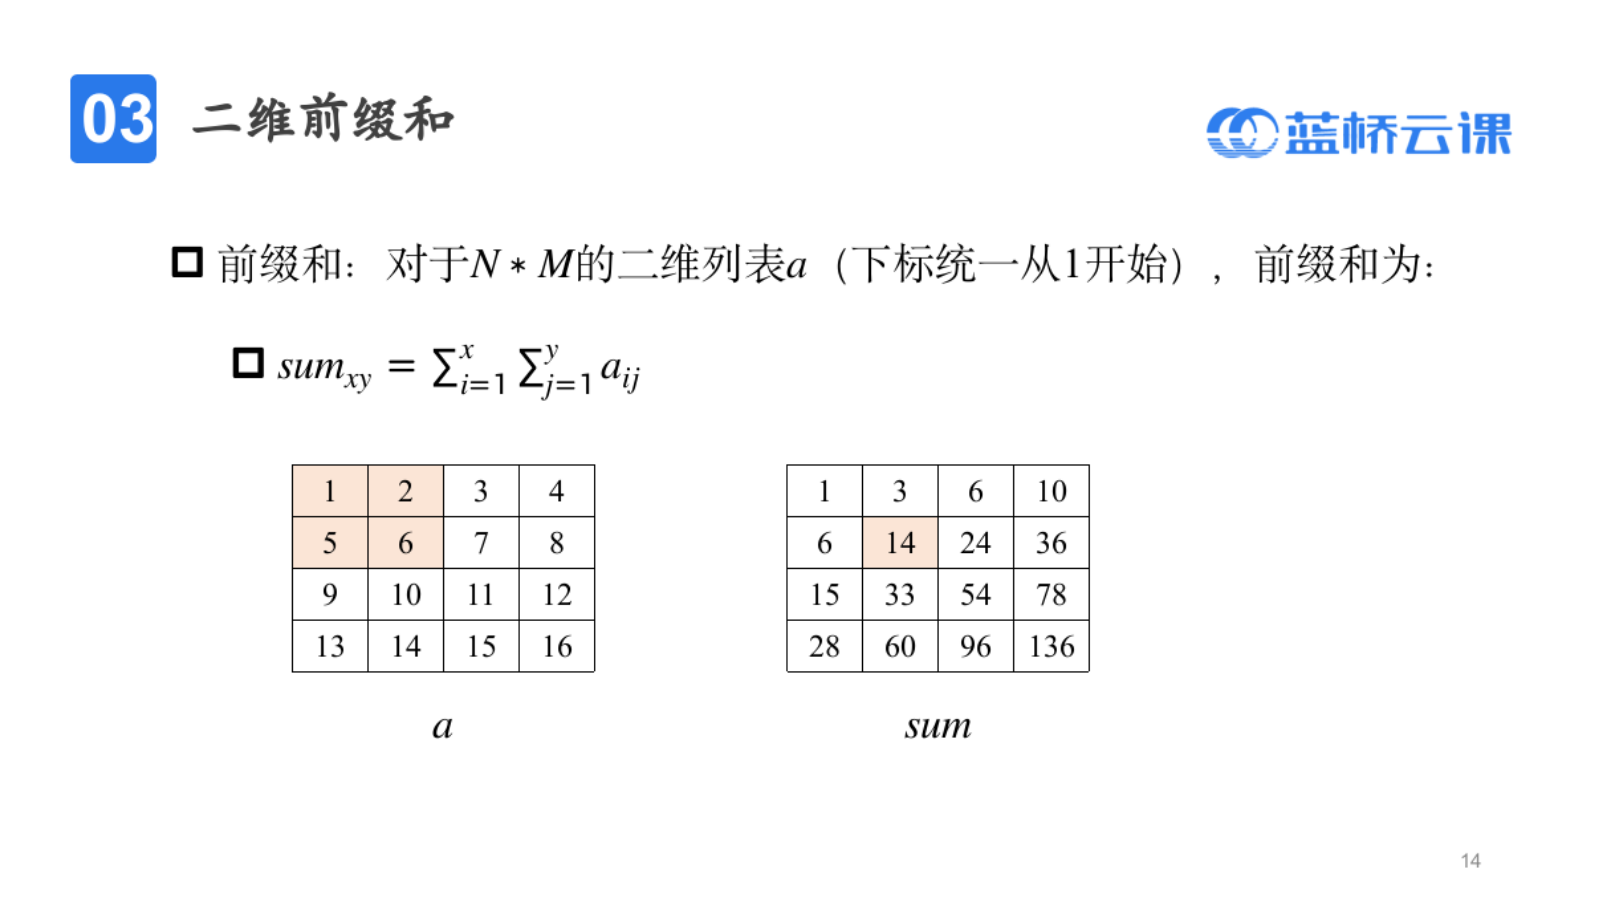 03 二维前缀和
蓝桥云课
前缀和：对于N * M的二维列表a（下标统一从1开始），前缀和为：
sum_{xy} = ∑_{i=1}^{x} ∑_{j=1}^{y} a_{ij}
1 2 3 4
5 6 7 8
9 10 11 12
13 14 15 16
a
1 3 6 10
6 14 24 36
15 33 54 78
28 60 96 136
sum
14